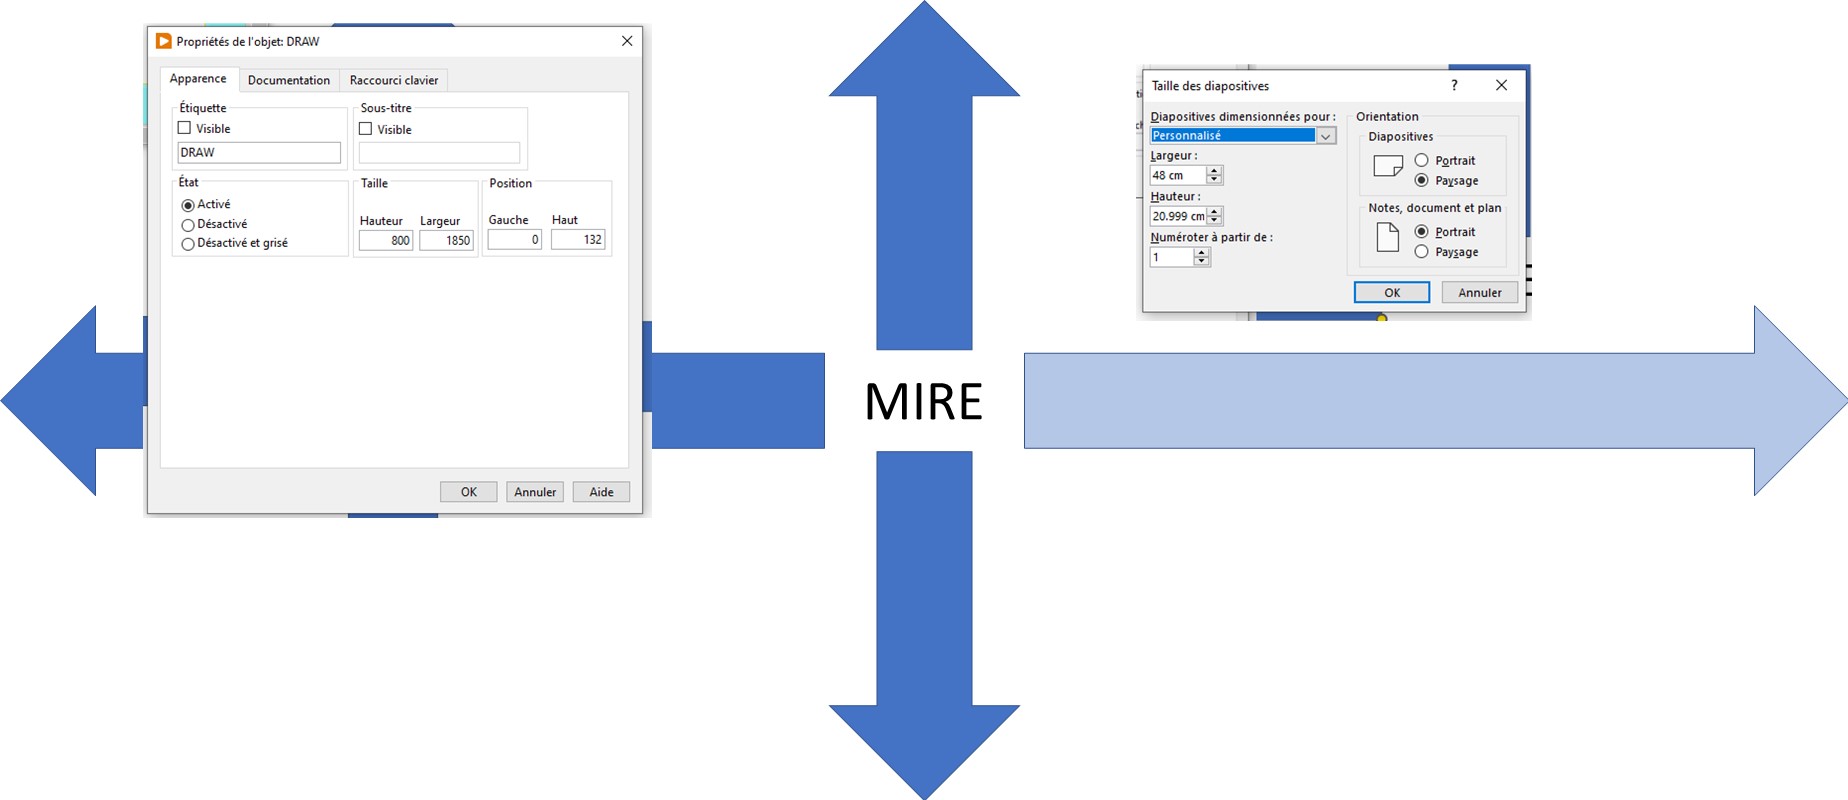 Propriétés de l'objet: DRAW
Apparence Documentation Raccourci clavier
Étiquette
Visible
DRAW
Sous-titre
Visible
État
Activé
Désactivé
Désactivé et grisé
Taille
Hauteur Largeur
800 1850
Position
Gauche Haut
0 132
OK Annuler Aide
MIRE
Taille des diapositives ?
Diapositives dimensionnées pour :
Personnalisé
Largeur :
48 cm
Hauteur :
20.999 cm
Numéroter à partir de :
1
Orientation
Diapositives
Portrait
Paysage
Notes, document et plan
Portrait
Paysage
OK Annuler